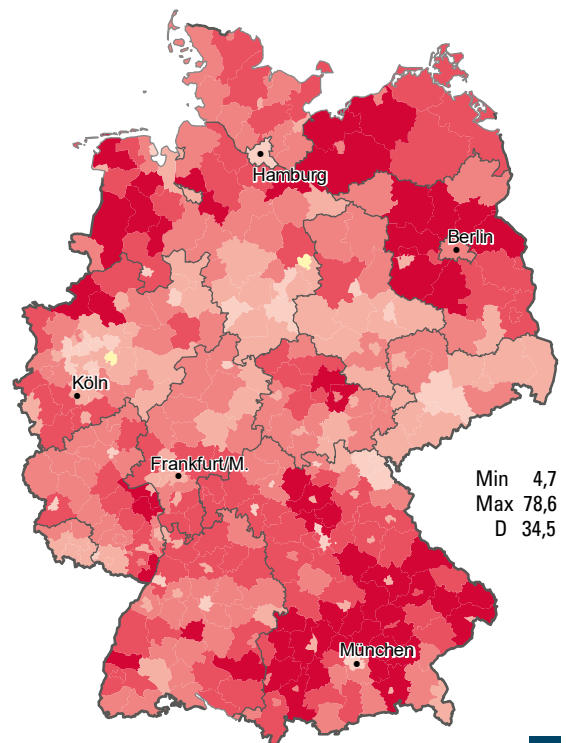 Hamburg
Berlin
Köln
Frankfurt/M.
Min 4,7
Max 78,6
D 34,5
München